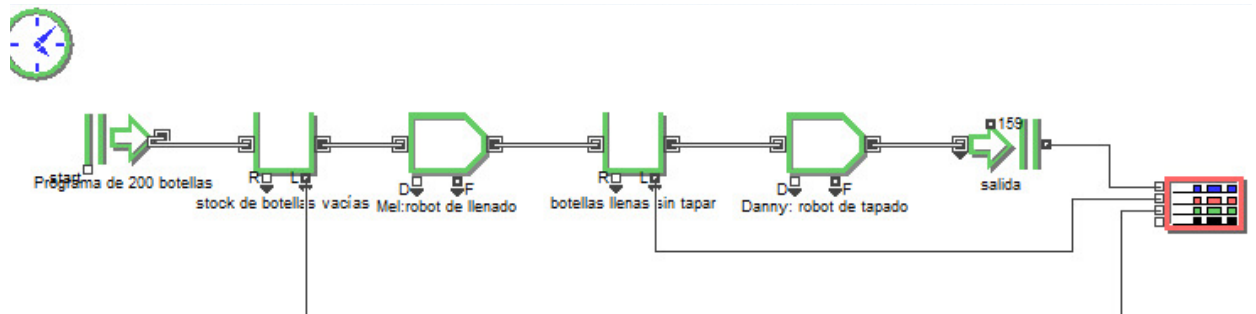 159
start
Programa de 200 botellas
R L
stock de botellas vacías
D F
Mel:robot de llenado
R L
botellas llenas sin tapar
D F
Danny: robot de tapado
salida